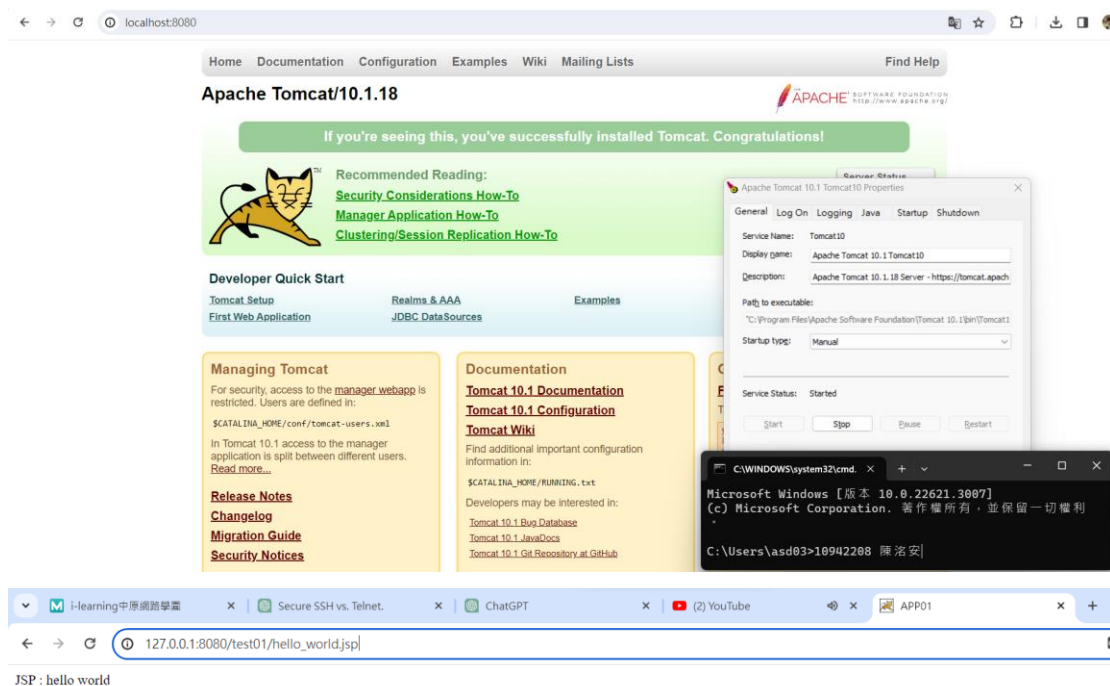 localhost:8080
Home Documentation Configuration Examples Wiki Mailing Lists Find Help
Apache Tomcat/10.1.18
THE APACHE SOFTWARE FOUNDATION
http://www.apache.org/
If you're seeing this, you've successfully installed Tomcat. Congratulations!
TM
Recommended Reading:
Security Considerations How-To
Manager Application How-To
Clustering/Session Replication How-To
Server Status
Developer Quick Start
Tomcat Setup
First Web Application
Realms & AAA
JDBC DataSources
Examples
Managing Tomcat
For security, access to the manager webapp is
restricted. Users are defined in:
$CATALINA_HOME/conf/tomcat-users.xml
In Tomcat 10.1 access to the manager
application is split between different users.
Read more...
Release Notes
Changelog
Migration Guide
Security Notices
Documentation
Tomcat 10.1 Documentation
Tomcat 10.1 Configuration
Tomcat Wiki
Find additional important configuration
information in:
$CATALINA_HOME/RUNNING.txt
Developers may be interested in:
Tomcat 10.1 Bug Database
Tomcat 10.1 JavaDocs
Tomcat 10.1 Git Repository at GitHub
Apache Tomcat 10.1 Tomcat10 Properties
General Log On Logging Java Startup Shutdown
Service Name: Tomcat10
Display name: Apache Tomcat 10.1 Tomcat10
Description: Apache Tomcat 10.1.18 Server - https://tomcat.apach
Path to executable:
"C:\Program Files\Apache Software Foundation\Tomcat 10.1\bin\Tomcat1
Startup type: Manual
Service Status: Started
Start Stop Pause Restart
C:\WINDOWS\system32\cmd.
Microsoft Windows [版本 10.0.22621.3007]
(c) Microsoft Corporation. 著作權所有，並保留一切權利
。
C:\Users\asd03>10942208 陳洺安
i-learning中原網路學園 Secure SSH vs. Telnet. ChatGPT (2) YouTube APP01
127.0.0.1:8080/test01/hello_world.jsp
JSP : hello world